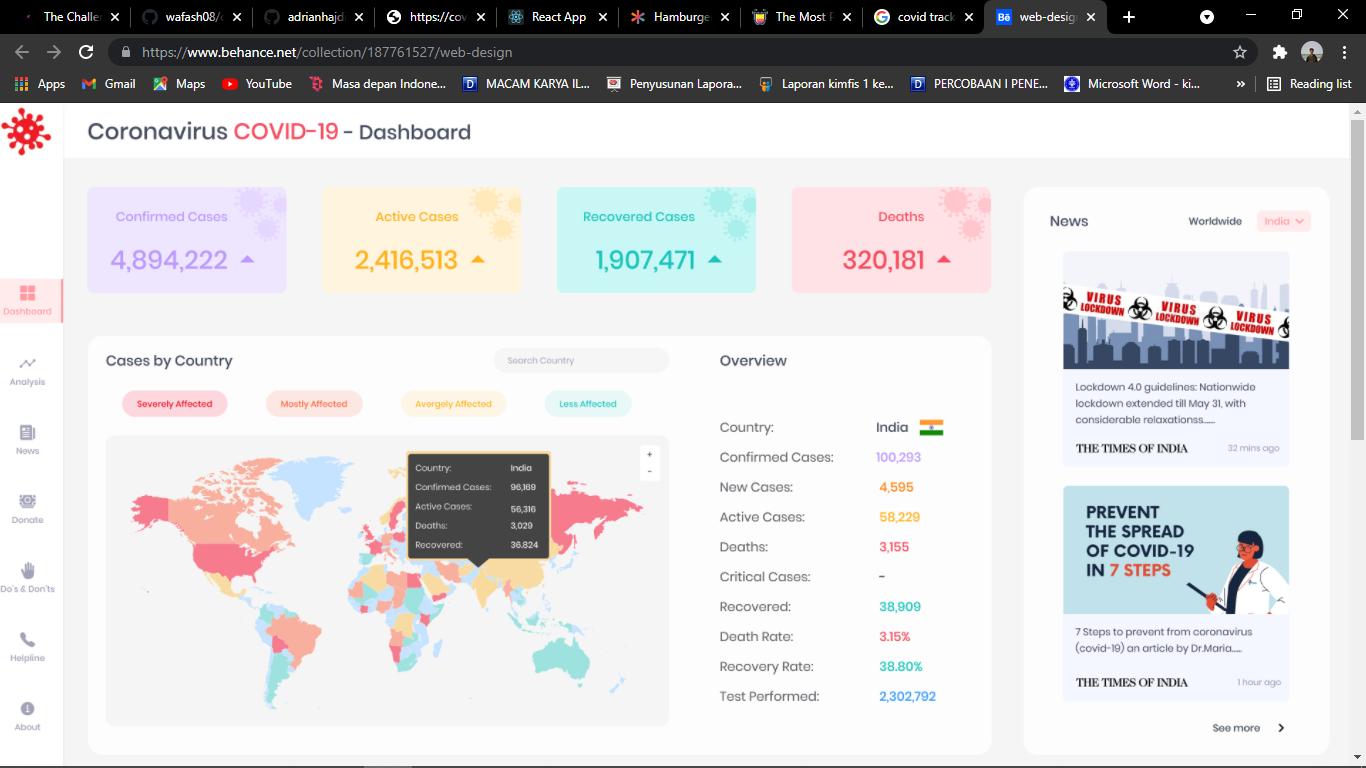 The Challer
wafash08/c
adrianhajdi
https://cov
React App
Hamburge
The Most P
covid track
Bē web-design
https://www.behance.net/collection/187761527/web-design
Apps Gmail Maps YouTube Masa depan Indone... MACAM KARYA IL... Penyusunan Lapora... Laporan kimfis 1 ke... PERCOBAAN I PENE... Microsoft Word - ki... » Reading list
Coronavirus COVID-19 - Dashboard
Dashboard
Analysis
News
Donate
Do's & Don'ts
Helpline
About
Confirmed Cases
4,894,222
Active Cases
2,416,513
Recovered Cases
1,907,471
Deaths
320,181
Cases by Country
Search Country
Severely Affected
Mostly Affected
Avergely Affected
Less Affected
+
-
Country: India
Confirmed Cases: 96,169
Active Cases: 56,316
Deaths: 3,029
Recovered: 36.824
Overview
Country: India
Confirmed Cases: 100,293
New Cases: 4,595
Active Cases: 58,229
Deaths: 3,155
Critical Cases: -
Recovered: 38,909
Death Rate: 3.15%
Recovery Rate: 38.80%
Test Performed: 2,302,792
News Worldwide India
VIRUS LOCKDOWN
VIRUS LOCKDOWN
VIRUS LOCKDOWN
Lockdown 4.0 guidelines: Nationwide
lockdown extended till May 31, with
considerable relaxationss......
THE TIMES OF INDIA 32 mins ago
PREVENT
THE SPREAD
OF COVID-19
IN 7 STEPS
7 Steps to prevent from coronavirus
(covid-19) an article by Dr.Maria.....
THE TIMES OF INDIA 1 hour ago
See more